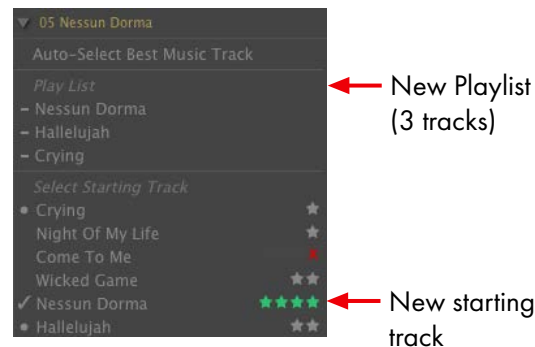 05 Nessun Dorma
Auto-Select Best Music Track
Play List
– Nessun Dorma
– Hallelujah
– Crying
Select Starting Track
• Crying
Night Of My Life
Come To Me
Wicked Game
✓ Nessun Dorma
• Hallelujah
New Playlist
(3 tracks)
New starting
track